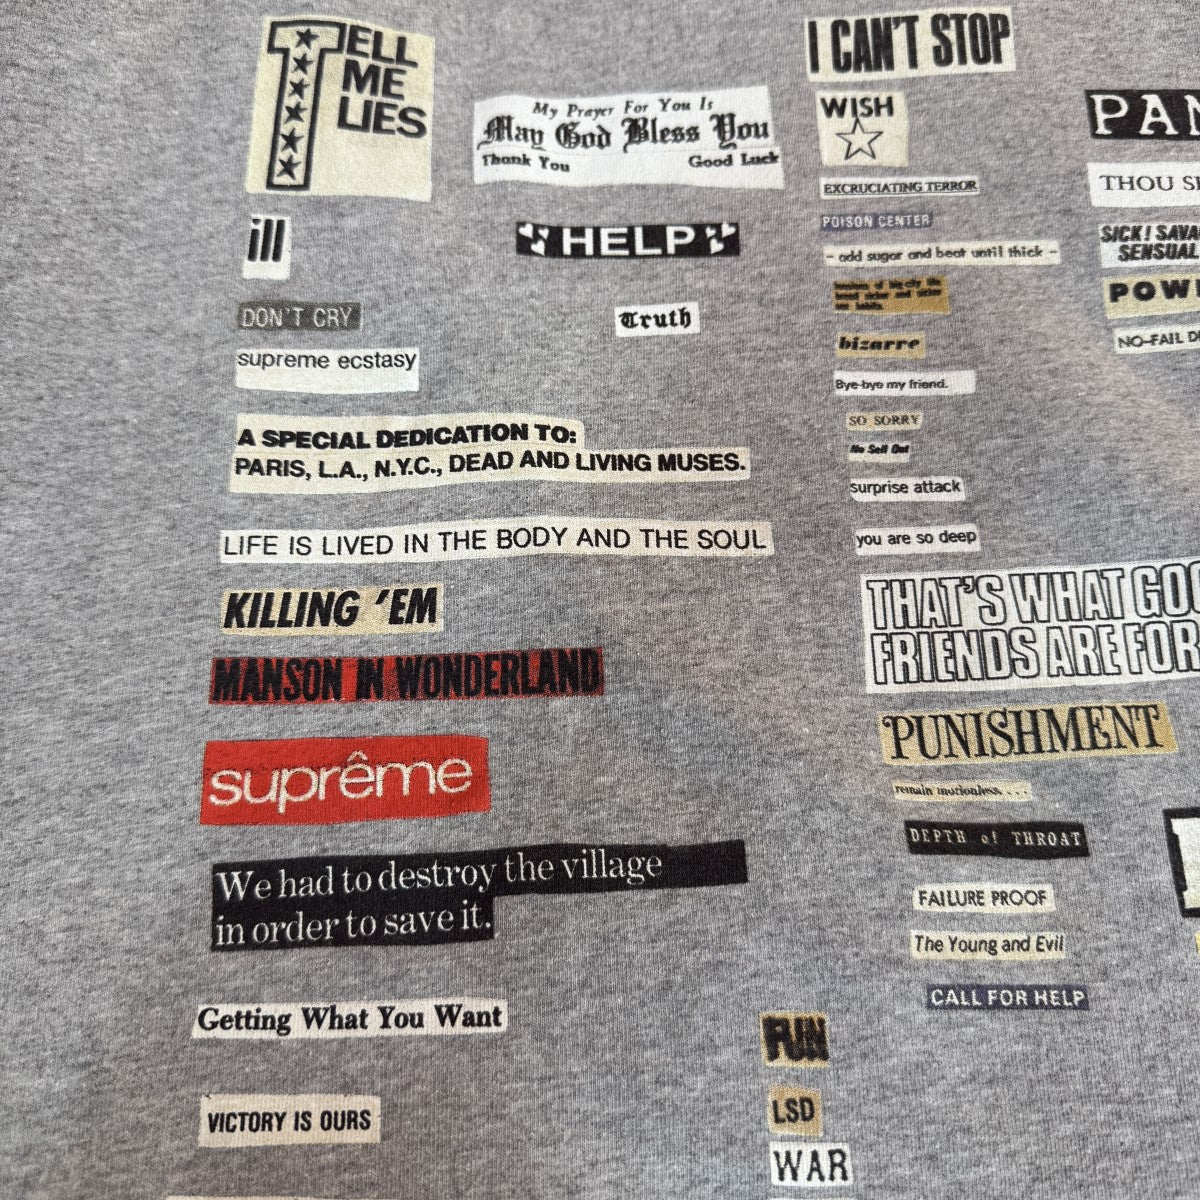 TELL
ME
LIES
My Prayer For You Is
May God Bless You
Thank You Good Luck
ill
HELP
DON'T CRY
Truth
supreme ecstasy
A SPECIAL DEDICATION TO:
PARIS, L.A., N.Y.C., DEAD AND LIVING MUSES.
LIFE IS LIVED IN THE BODY AND THE SOUL
KILLING 'EM
MANSON IN WONDERLAND
suprême
We had to destroy the village
in order to save it.
Getting What You Want
VICTORY IS OURS
I CAN'T STOP
WISH
EXCRUCIATING TERROR
POISON CENTER
- add sugar and beat until thick -
bizarre
Bye-bye my friend.
SO SORRY
No Sell Out
surprise attack
you are so deep
THAT'S WHAT GOO
FRIENDS ARE FOR
PUNISHMENT
remain motionless. . . .
DEPTH of THROAT
FAILURE PROOF
The Young and Evil
CALL FOR HELP
FUN
LSD
WAR
PAN
THOU S
SICK! SAVA
SENSUAL
POW
NO-FAIL D